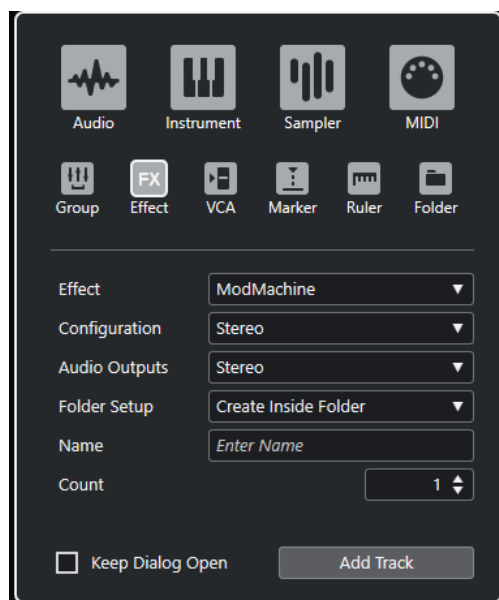 Audio Instrument Sampler MIDI
FX
Group Effect VCA Marker Ruler Folder
Effect ModMachine
Configuration Stereo
Audio Outputs Stereo
Folder Setup Create Inside Folder
Name Enter Name
Count 1
Keep Dialog Open Add Track